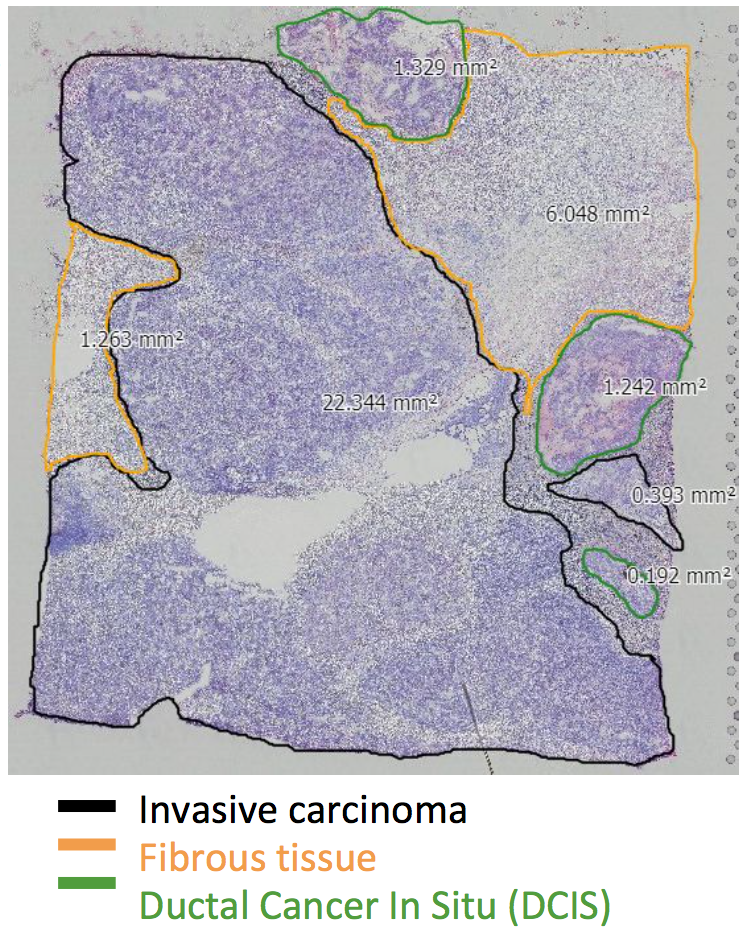 1.329 mm²
6.048 mm²
1.263 mm²
22.344 mm²
1.242 mm²
0.393 mm²
0.192 mm²
Invasive carcinoma
Fibrous tissue
Ductal Cancer In Situ (DCIS)